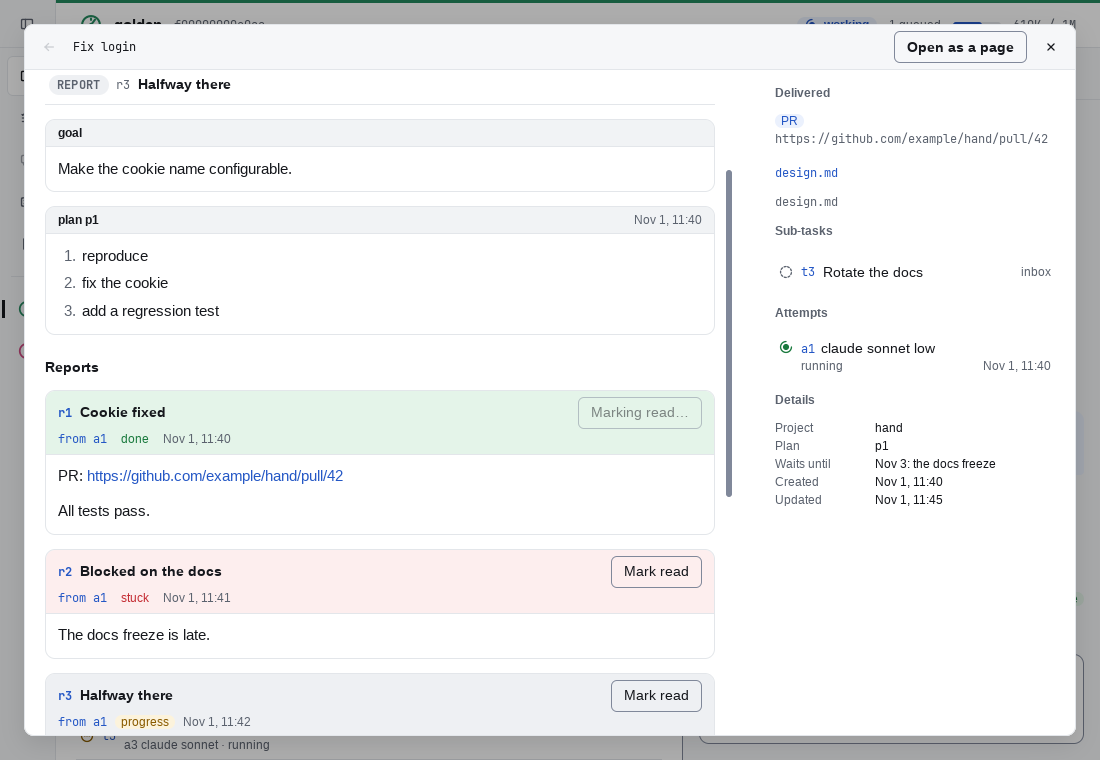 Fix login
Open as a page
REPORT r3 Halfway there
goal
Make the cookie name configurable.
plan p1 Nov 1, 11:40
1. reproduce
2. fix the cookie
3. add a regression test
Reports
r1 Cookie fixed
Marking read…
from a1 done Nov 1, 11:40
PR: https://github.com/example/hand/pull/42
All tests pass.
r2 Blocked on the docs
Mark read
from a1 stuck Nov 1, 11:41
The docs freeze is late.
r3 Halfway there
Mark read
from a1 progress Nov 1, 11:42
Delivered
PR
https://github.com/example/hand/pull/42
design.md
design.md
Sub-tasks
t3 Rotate the docs inbox
Attempts
a1 claude sonnet low
running Nov 1, 11:40
Details
Project hand
Plan p1
Waits until Nov 3: the docs freeze
Created Nov 1, 11:40
Updated Nov 1, 11:45
a3 claude sonnet · running